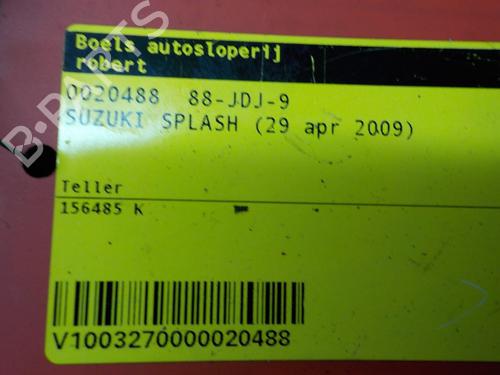 Boels autosloperij
robert
0020488 88-JDJ-9
SUZUKI SPLASH (29 apr 2009)
Teller
156485 K
V1003270000020488
B-PARTS